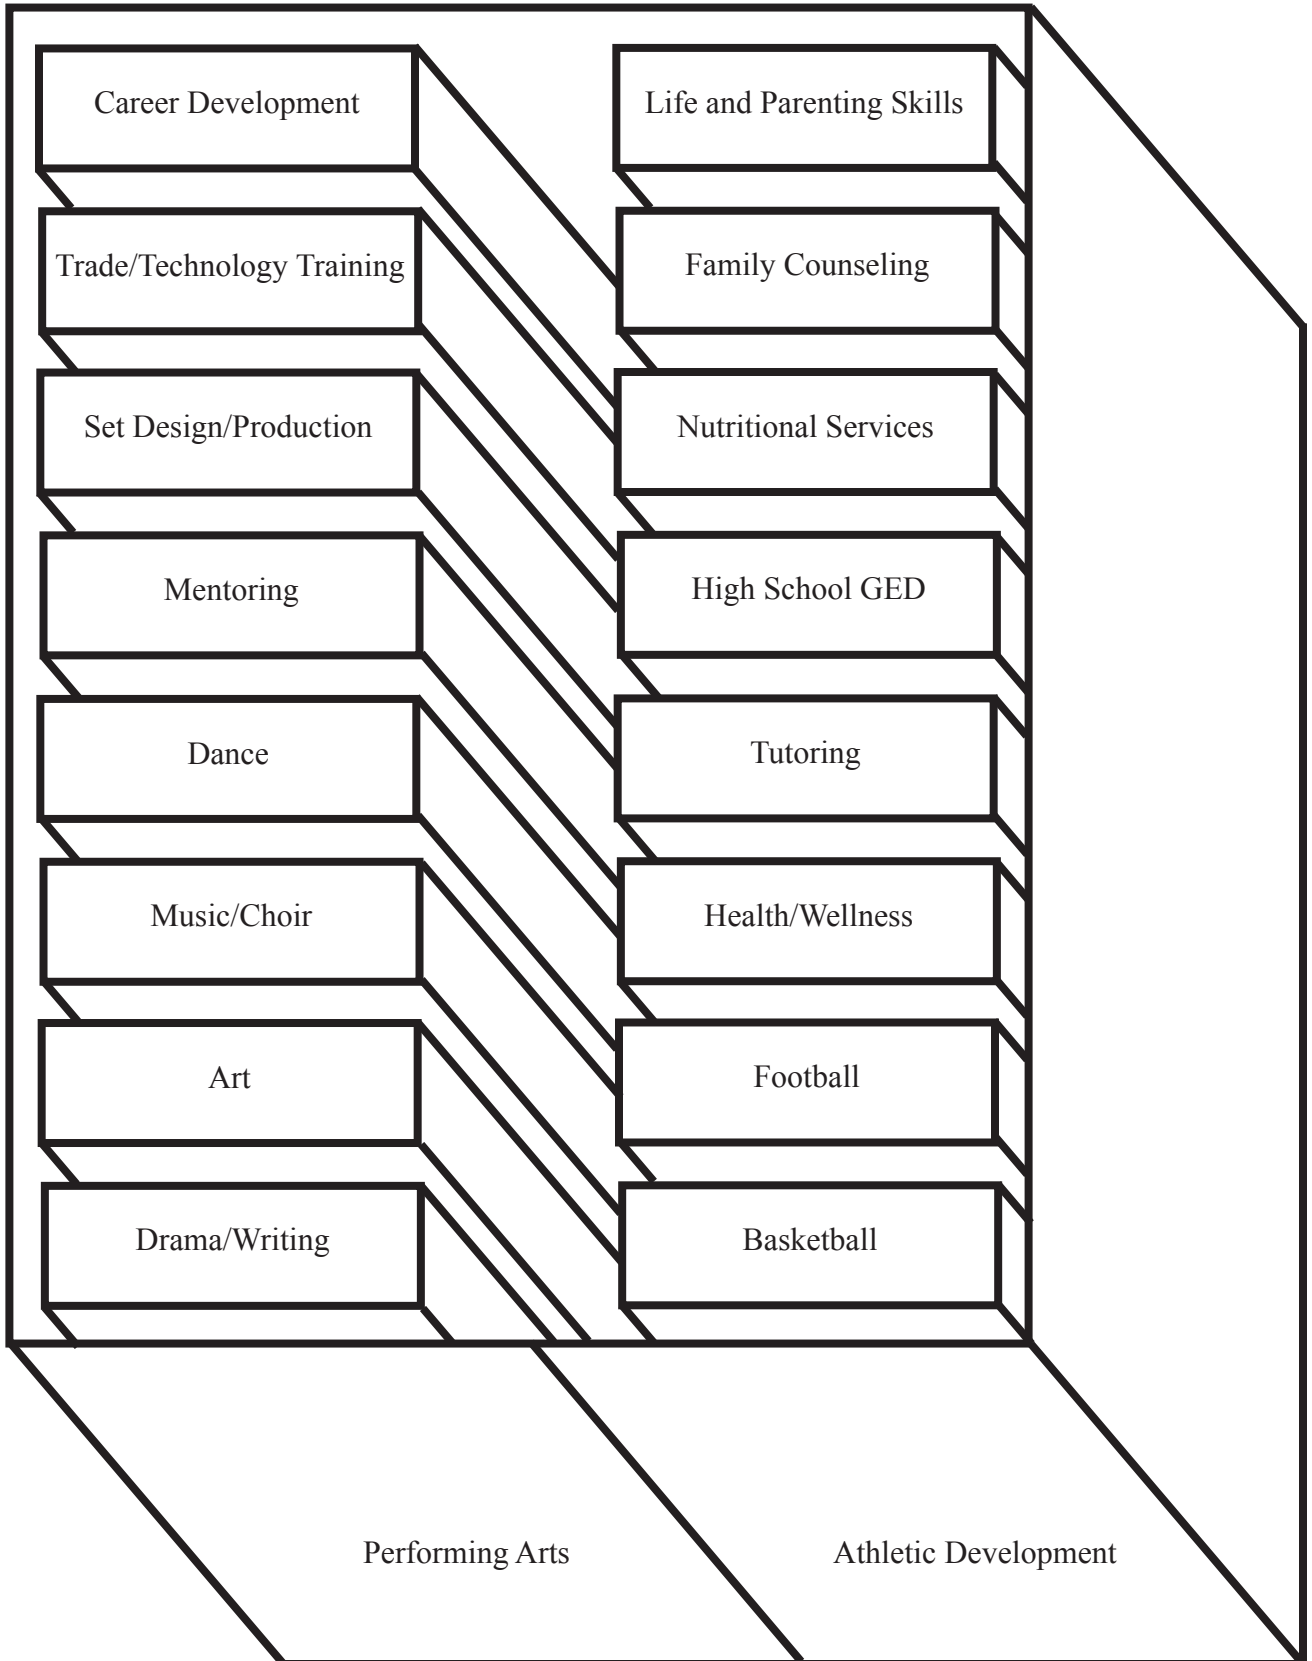 Career Development
Life and Parenting Skills
Trade/Technology Training
Family Counseling
Set Design/Production
Nutritional Services
Mentoring
High School GED
Dance
Tutoring
Music/Choir
Health/Wellness
Art
Football
Drama/Writing
Basketball
Performing Arts
Athletic Development